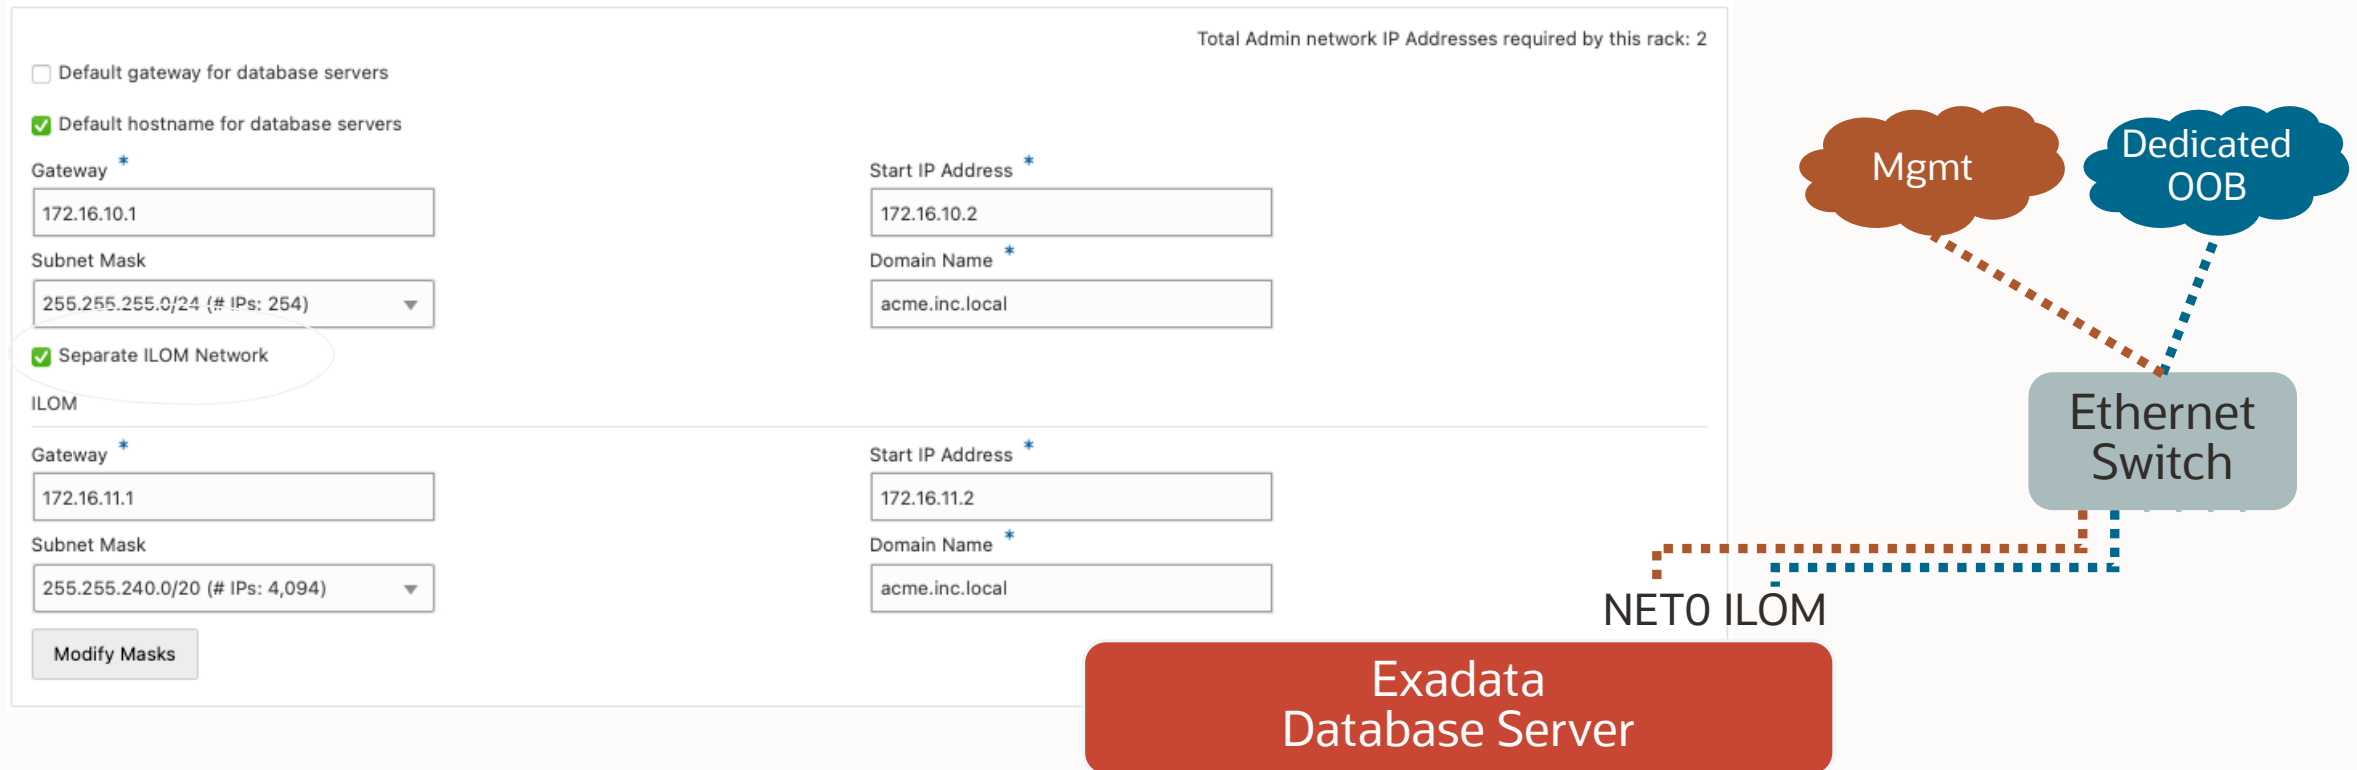 Total Admin network IP Addresses required by this rack: 2
Default gateway for database servers
Default hostname for database servers
Gateway *
172.16.10.1
Start IP Address *
172.16.10.2
Subnet Mask
255.255.255.0/24 (# IPs: 254)
Domain Name *
acme.inc.local
Separate ILOM Network
ILOM
Gateway *
172.16.11.1
Start IP Address *
172.16.11.2
Subnet Mask
255.255.240.0/20 (# IPs: 4,094)
Domain Name *
acme.inc.local
Modify Masks
Mgmt
Dedicated
OOB
Ethernet
Switch
NET0 ILOM
Exadata
Database Server